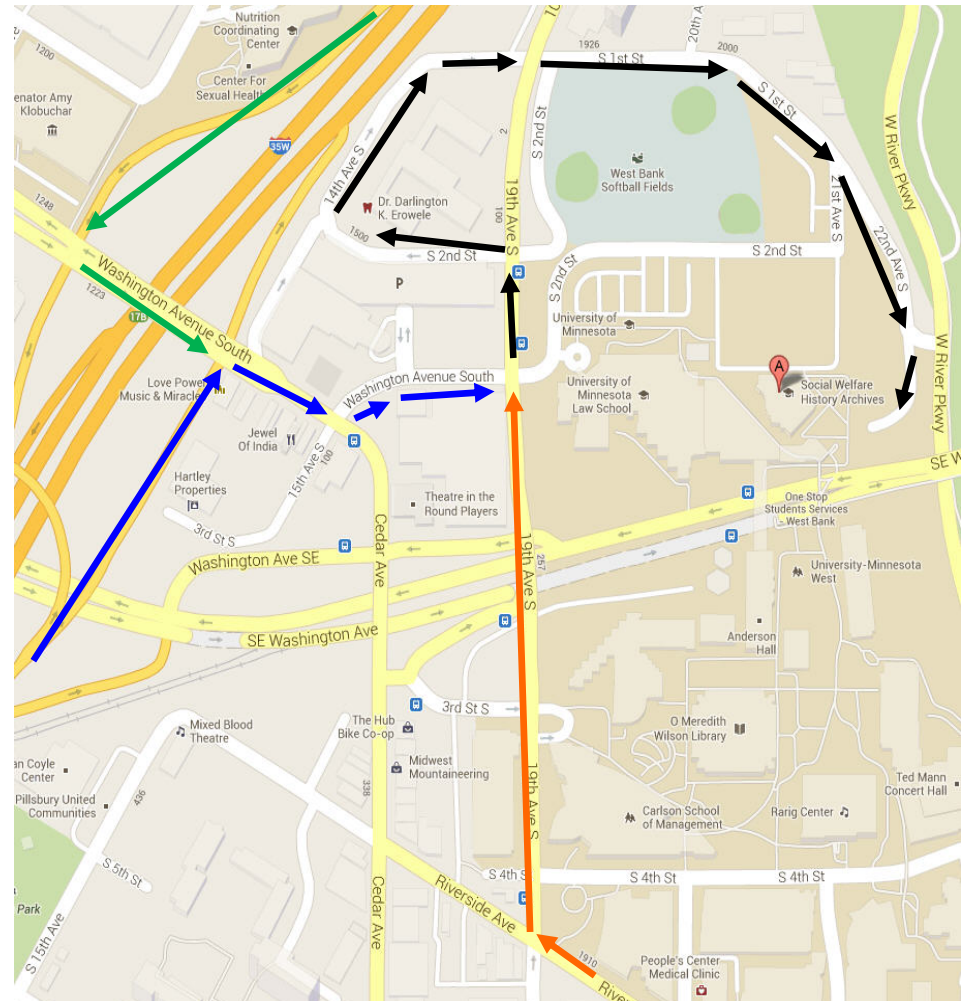 Nutrition
Coordinating
Center
1200
Center For
Sexual Health
enator Amy
Klobuchar
35W
10
1926
20th A
2000
S 1st St
S 1st St
14th Ave S
Dr. Darlington
K. Erowele
1500
2
19th Ave S
100
S 2nd St
West Bank
Softball Fields
21st Ave S
22nd Ave S
W River Pkwy
1248
Washington Avenue South
1223
17B
S 2nd St
P
S 2nd St
S 2nd St
University of
Minnesota
Love Power
Music & Miracle
Washington Avenue South
University of
Minnesota
Law School
A
Social Welfare
History Archives
W River Pkwy
Jewel
Of India
15th Ave S
100
Hartley
Properties
3rd St S
Theatre in the
Round Players
Cedar Ave
One Stop
Students Services
- West Bank
SE W
Washington Ave SE
19th Ave S
257
University-Minnesota
West
SE Washington Ave
Anderson
Hall
3rd St S
Mixed Blood
Theatre
The Hub
Bike Co-op
O Meredith
Wilson Library
Midwest
Mountaineering
an Coyle
Center
Pillsbury United
Communities
436
338
19th Ave S
Carlson School
of Management
Rarig Center
Ted Mann
Concert Hall
S 5th St
S 4th S
S 4th St
S 4th St
Park
S 15th Ave
Cedar Ave
Riverside Ave
1910
People's Center
Medical Clinic
River